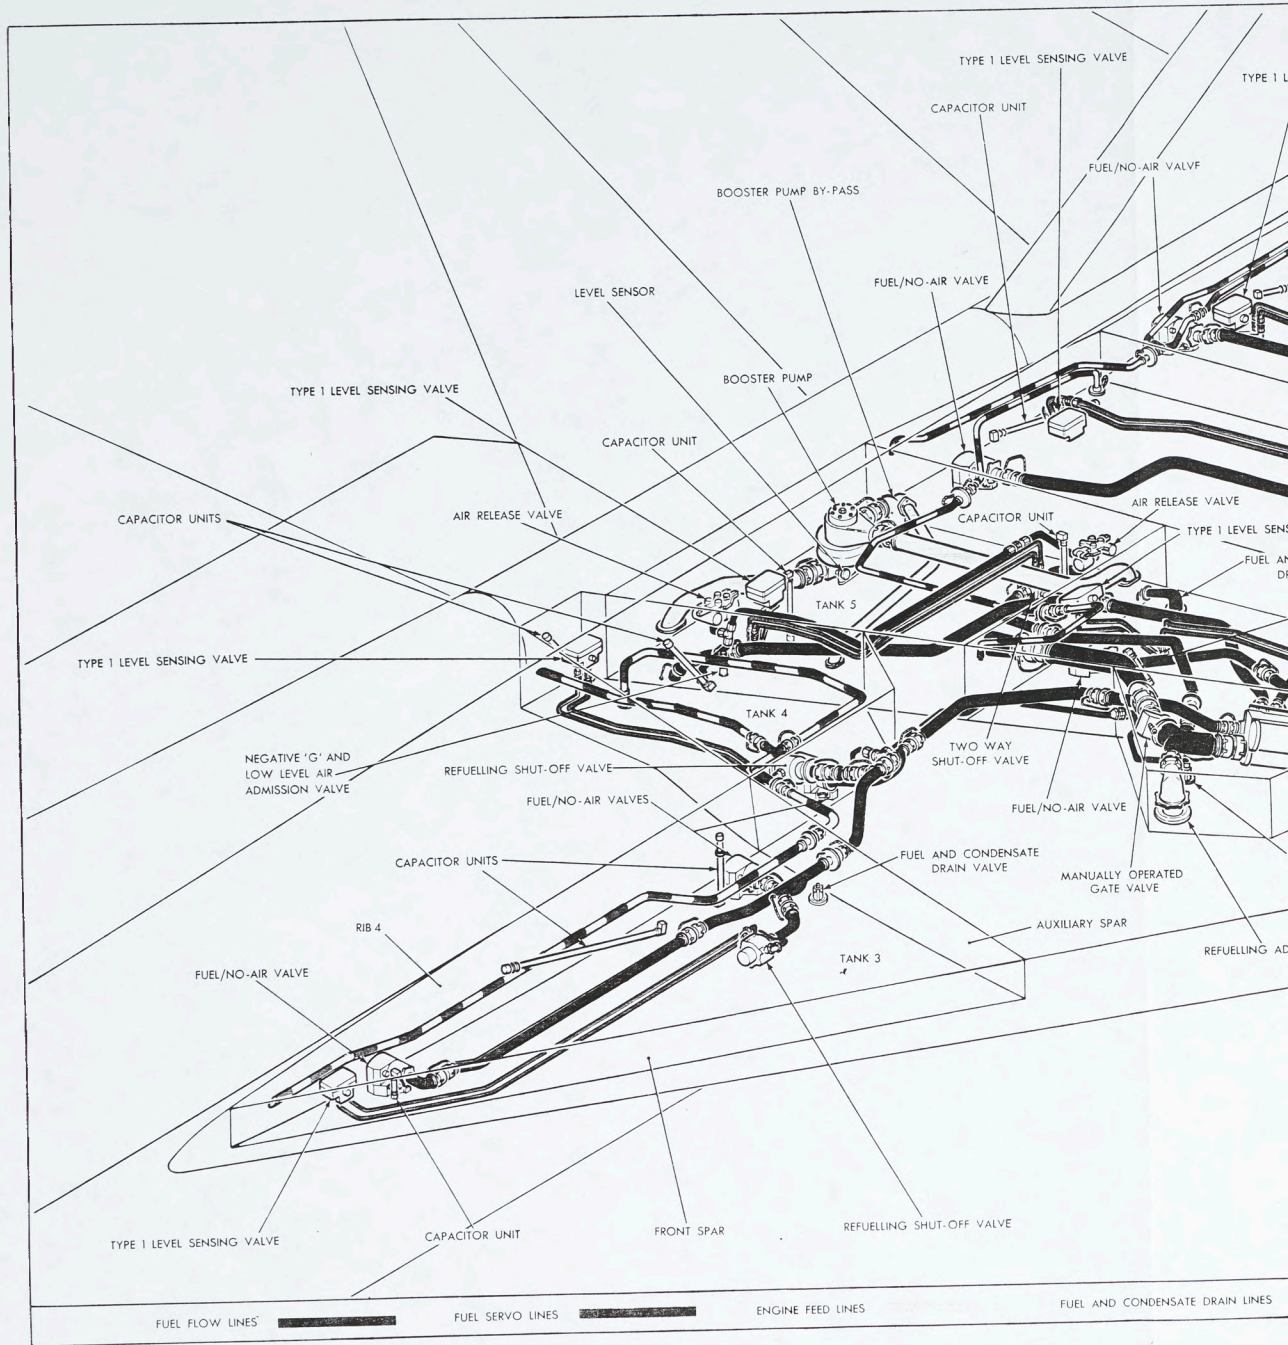 TYPE 1 LEVEL SENSING VALVE
TYPE 1 L
CAPACITOR UNIT
FUEL/NO-AIR VALVE
BOOSTER PUMP BY-PASS
FUEL/NO-AIR VALVE
LEVEL SENSOR
BOOSTER PUMP
TYPE 1 LEVEL SENSING VALVE
CAPACITOR UNIT
AIR RELEASE VALVE
CAPACITOR UNITS
AIR RELEASE VALVE
CAPACITOR UNIT
TYPE 1 LEVEL SENS
FUEL AN
DR
TANK 5
TYPE 1 LEVEL SENSING VALVE
TANK 4
NEGATIVE 'G' AND
LOW LEVEL AIR
ADMISSION VALVE
REFUELLING SHUT-OFF VALVE
TWO WAY
SHUT-OFF VALVE
FUEL/NO-AIR VALVES
FUEL/NO-AIR VALVE
CAPACITOR UNITS
FUEL AND CONDENSATE
DRAIN VALVE
MANUALLY OPERATED
GATE VALVE
RIB 4
AUXILIARY SPAR
TANK 3
REFUELLING AD
FUEL/NO-AIR VALVE
TYPE 1 LEVEL SENSING VALVE
CAPACITOR UNIT
FRONT SPAR
REFUELLING SHUT-OFF VALVE
FUEL FLOW LINES
FUEL SERVO LINES
ENGINE FEED LINES
FUEL AND CONDENSATE DRAIN LINES